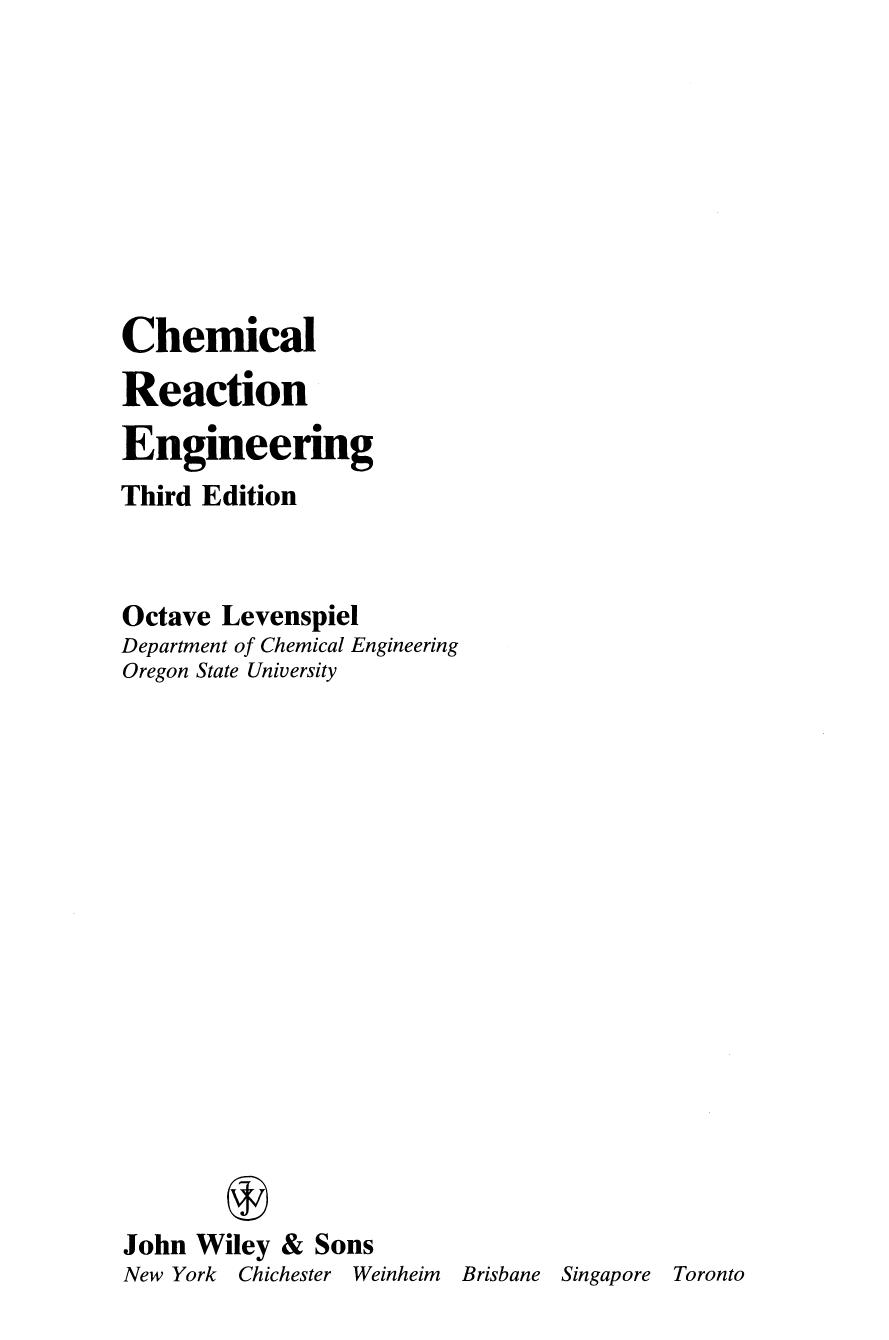 Chemical
Reaction
Engineering
Third Edition
Octave Levenspiel
Department of Chemical Engineering
Oregon State University
JW
John Wiley & Sons
New York Chichester Weinheim Brisbane Singapore Toronto